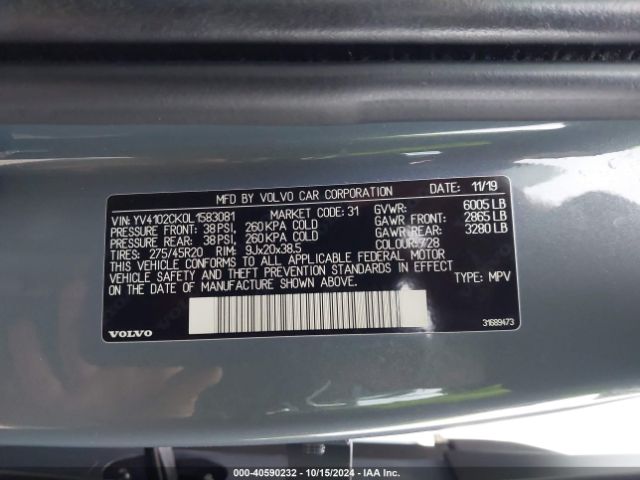 MFD BY VOLVO CAR CORPORATION DATE: 11/19
VIN: YV4102CK0L1583081 MARKET CODE: 31 GVWR: 6005 LB
PRESSURE FRONT: 38 PSI, 260 KPA COLD GAWR FRONT: 2865 LB
PRESSURE REAR: 38 PSI, 260 KPA COLD GAWR REAR: 3280 LB
TIRES: 275/45R20 RIM: 9Jx20x38.5 COLOUR: 728
THIS VEHICLE CONFORMS TO ALL APPLICABLE FEDERAL MOTOR
VEHICLE SAFETY AND THEFT PREVENTION STANDARDS IN EFFECT
ON THE DATE OF MANUFACTURE SHOWN ABOVE. TYPE: MPV
VOLVO 31689473
000-40590232 - 10/15/2024 - IAA Inc.